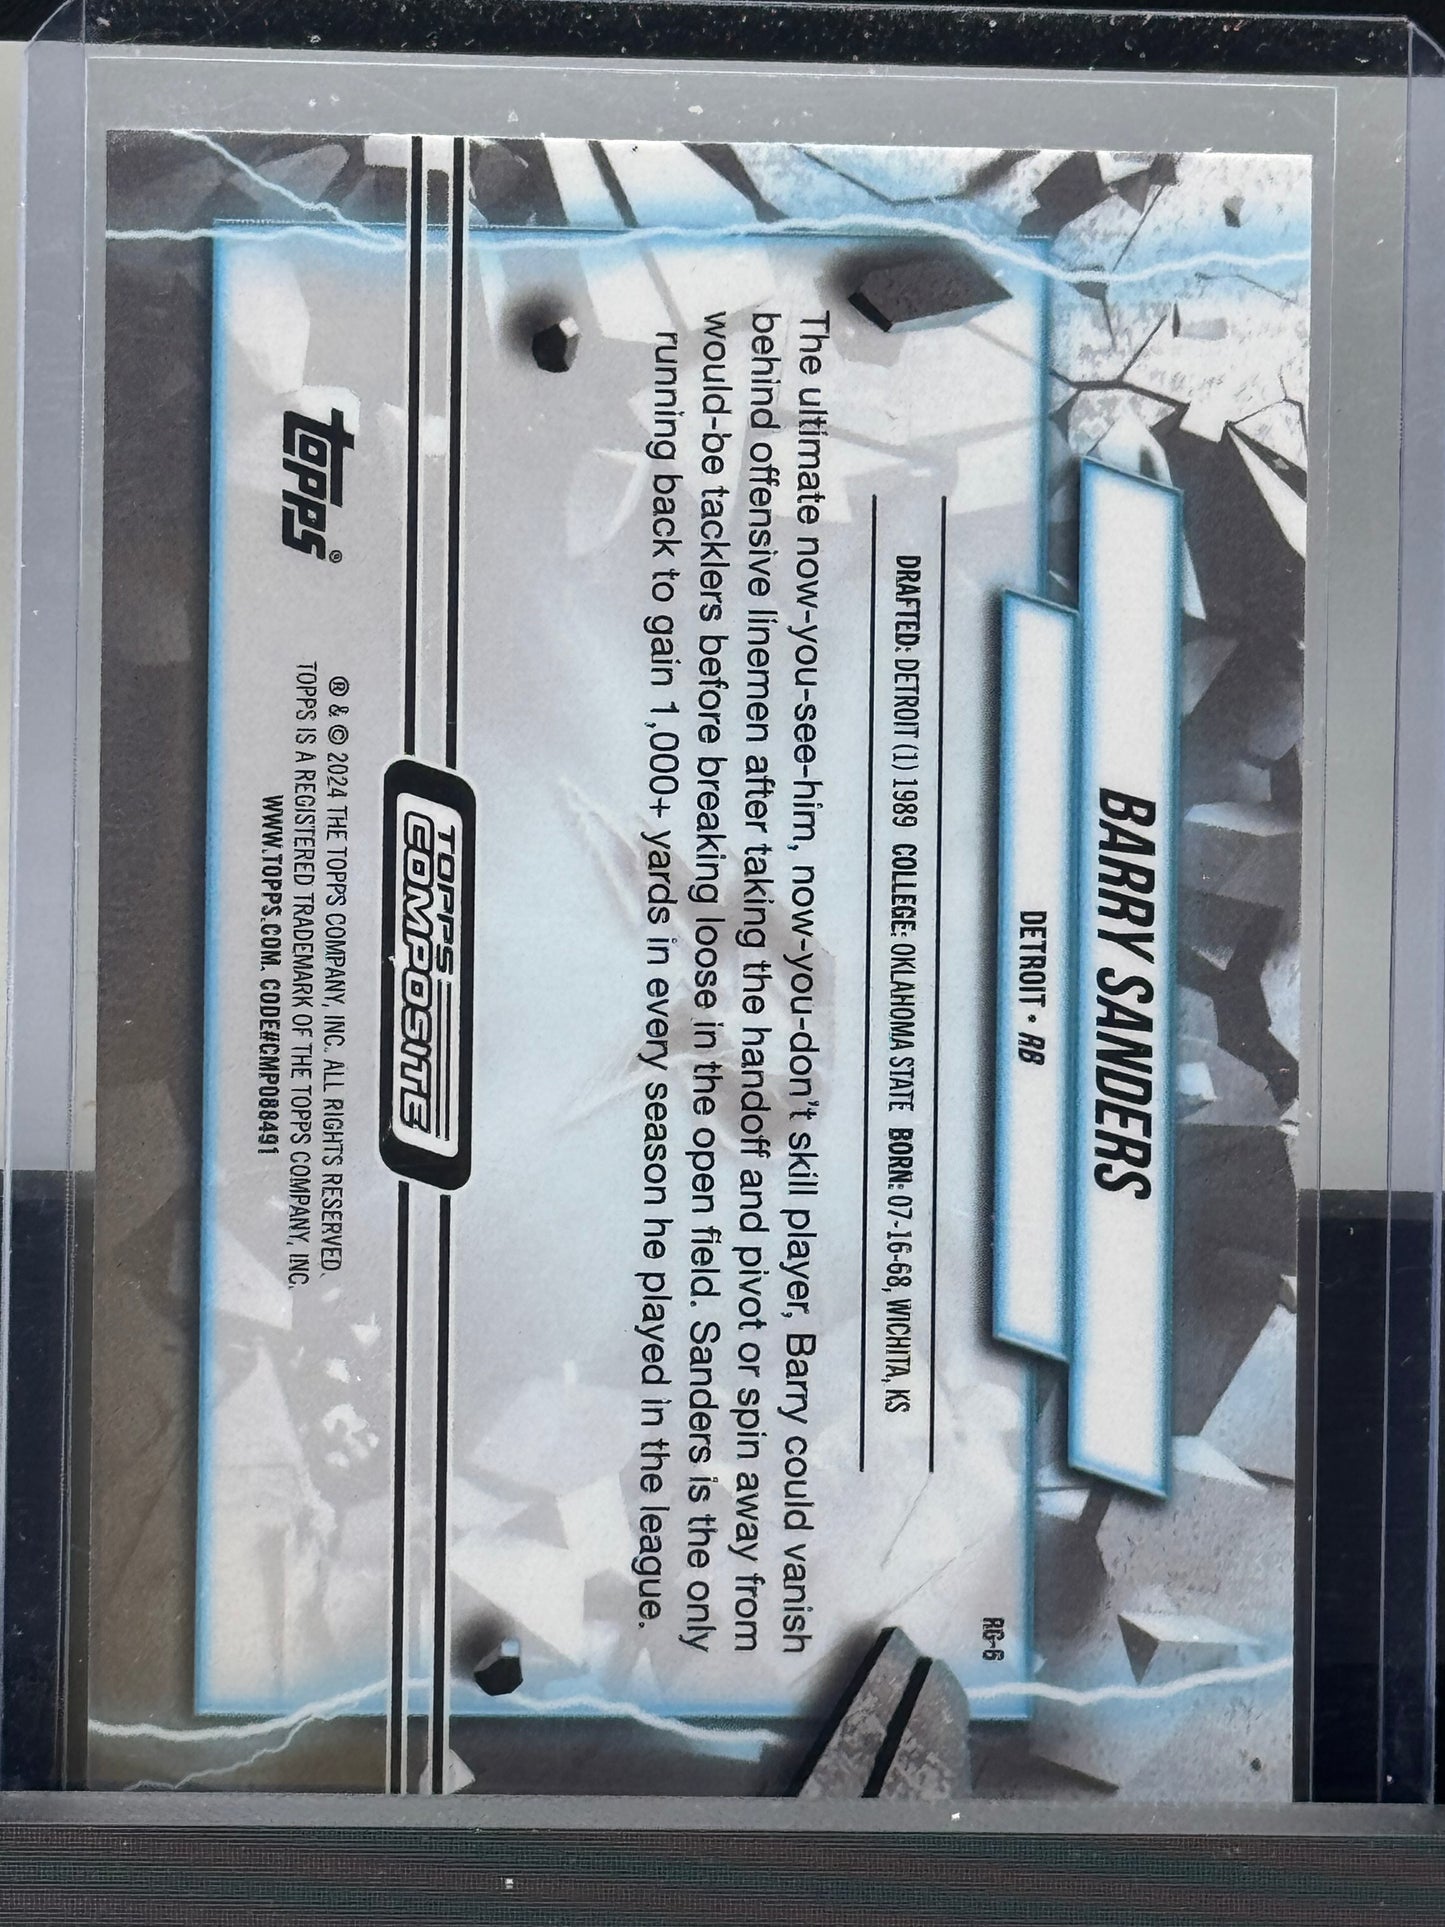 BARRY SANDERS
DETROIT • RB
RG-6
DRAFTED: DETROIT (1) 1989 COLLEGE: OKLAHOMA STATE BORN: 07-16-68, WICHITA, KS
The ultimate now-you-see-him, now-you-don't skill player, Barry could vanish
behind offensive linemen after taking the handoff and pivot or spin away from
would-be tacklers before breaking loose in the open field. Sanders is the only
running back to gain 1,000+ yards in every season he played in the league.
TOPPS
COMPOSITE
topps®
® & © 2024 THE TOPPS COMPANY, INC. ALL RIGHTS RESERVED.
TOPPS IS A REGISTERED TRADEMARK OF THE TOPPS COMPANY, INC.
WWW.TOPPS.COM. CODE#CMP088491